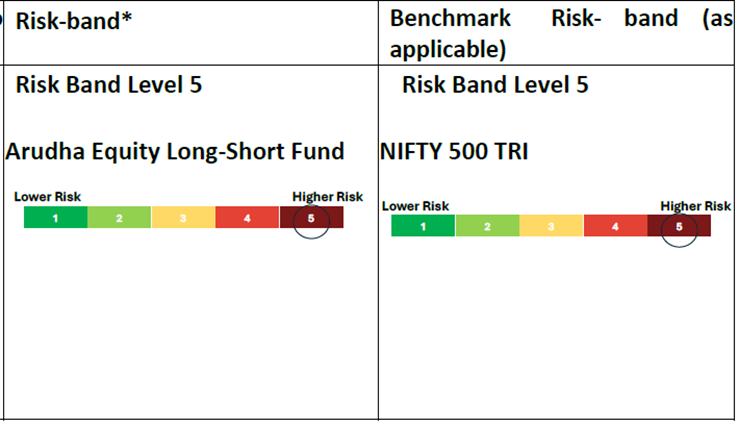 Risk-band*
Benchmark Risk- band (as
applicable)
Risk Band Level 5
Risk Band Level 5
Arudha Equity Long-Short Fund
NIFTY 500 TRI
Lower Risk Higher Risk
1 2 3 4 5
Lower Risk Higher Risk
1 2 3 4 5